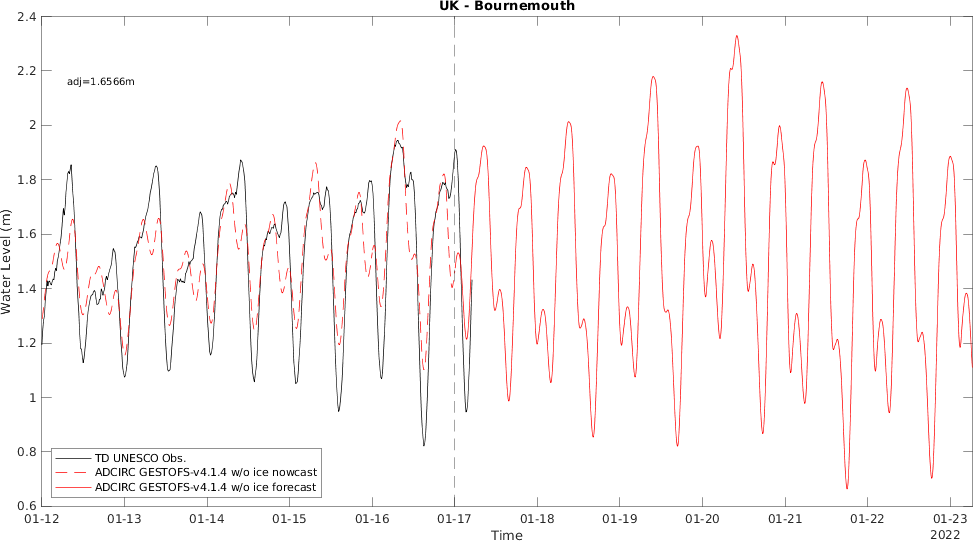 UK - Bournemouth
2.4
2.2
2
1.8
1.6
1.4
1.2
1
0.8
0.6
Water Level (m)
adj=1.6566m
TD UNESCO Obs.
ADCIRC GESTOFS-v4.1.4 w/o ice nowcast
ADCIRC GESTOFS-v4.1.4 w/o ice forecast
01-12 01-13 01-14 01-15 01-16 01-17 01-18 01-19 01-20 01-21 01-22 01-23
2022
Time